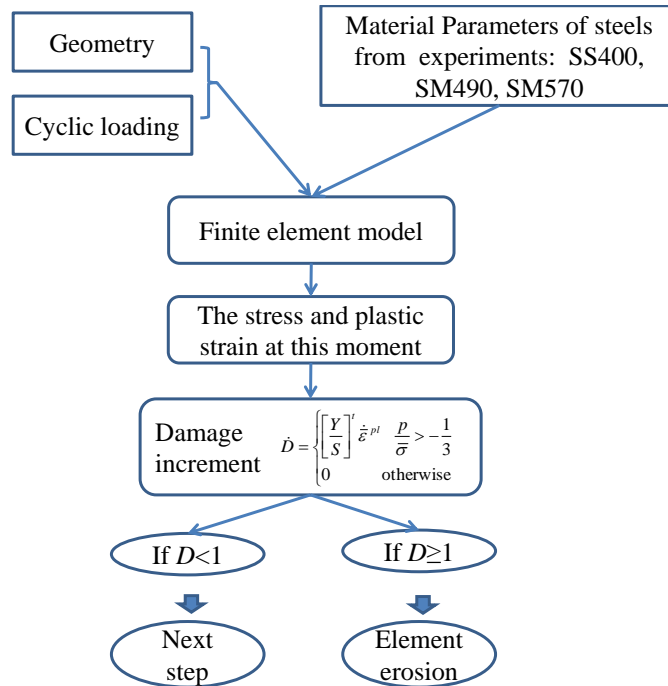 Geometry
Cyclic loading
Material Parameters of steels
from experiments: SS400,
SM490, SM570
Finite element model
The stress and plastic
strain at this moment
Damage
increment
Ḋ = { [Y/S]^t ε̄̇^{pl} p/σ̄ > −1/3
0 otherwise
If D<1
If D≥1
Next
step
Element
erosion